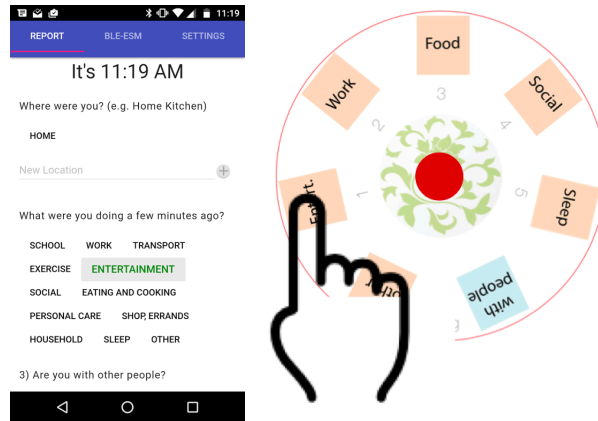 11:19
REPORT BLE-ESM SETTINGS
It's 11:19 AM
Where were you? (e.g. Home Kitchen)
HOME
New Location
What were you doing a few minutes ago?
SCHOOL WORK TRANSPORT
EXERCISE ENTERTAINMENT
SOCIAL EATING AND COOKING
PERSONAL CARE SHOP, ERRANDS
HOUSEHOLD SLEEP OTHER
3) Are you with other people?
Food
Work
Social
3
2
4
1
5
Entert.
Sleep
other
with
people